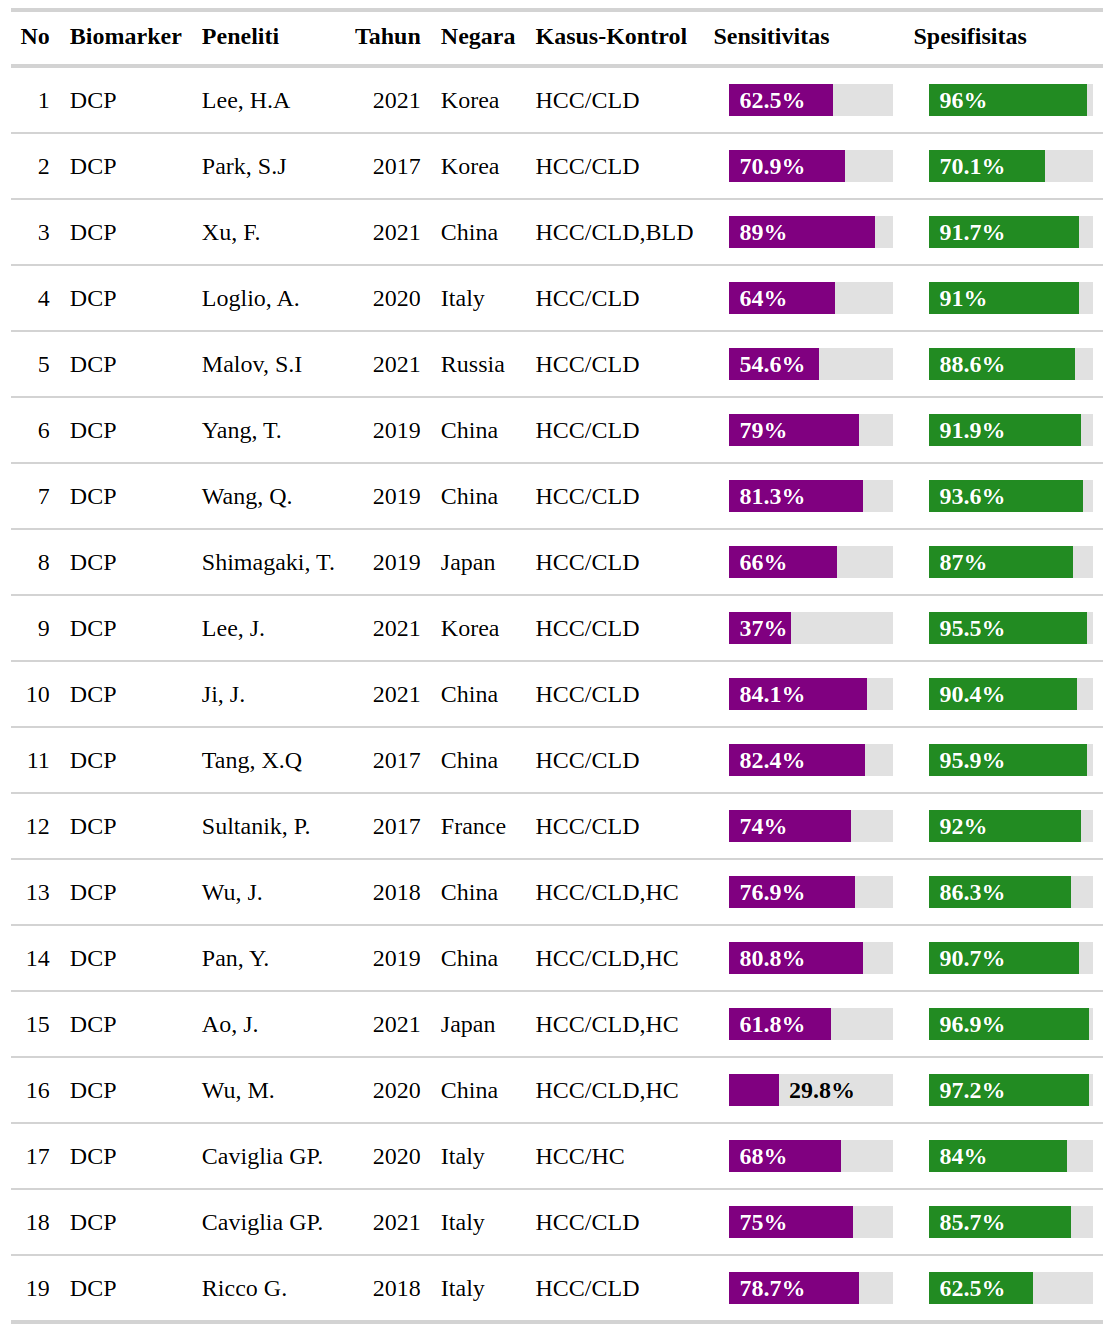 No Biomarker Peneliti Tahun Negara Kasus-Kontrol Sensitivitas Spesifisitas
1 DCP Lee, H.A 2021 Korea HCC/CLD 62.5% 96%
2 DCP Park, S.J 2017 Korea HCC/CLD 70.9% 70.1%
3 DCP Xu, F. 2021 China HCC/CLD,BLD 89% 91.7%
4 DCP Loglio, A. 2020 Italy HCC/CLD 64% 91%
5 DCP Malov, S.I 2021 Russia HCC/CLD 54.6% 88.6%
6 DCP Yang, T. 2019 China HCC/CLD 79% 91.9%
7 DCP Wang, Q. 2019 China HCC/CLD 81.3% 93.6%
8 DCP Shimagaki, T. 2019 Japan HCC/CLD 66% 87%
9 DCP Lee, J. 2021 Korea HCC/CLD 37% 95.5%
10 DCP Ji, J. 2021 China HCC/CLD 84.1% 90.4%
11 DCP Tang, X.Q 2017 China HCC/CLD 82.4% 95.9%
12 DCP Sultanik, P. 2017 France HCC/CLD 74% 92%
13 DCP Wu, J. 2018 China HCC/CLD,HC 76.9% 86.3%
14 DCP Pan, Y. 2019 China HCC/CLD,HC 80.8% 90.7%
15 DCP Ao, J. 2021 Japan HCC/CLD,HC 61.8% 96.9%
16 DCP Wu, M. 2020 China HCC/CLD,HC 29.8% 97.2%
17 DCP Caviglia GP. 2020 Italy HCC/HC 68% 84%
18 DCP Caviglia GP. 2021 Italy HCC/CLD 75% 85.7%
19 DCP Ricco G. 2018 Italy HCC/CLD 78.7% 62.5%